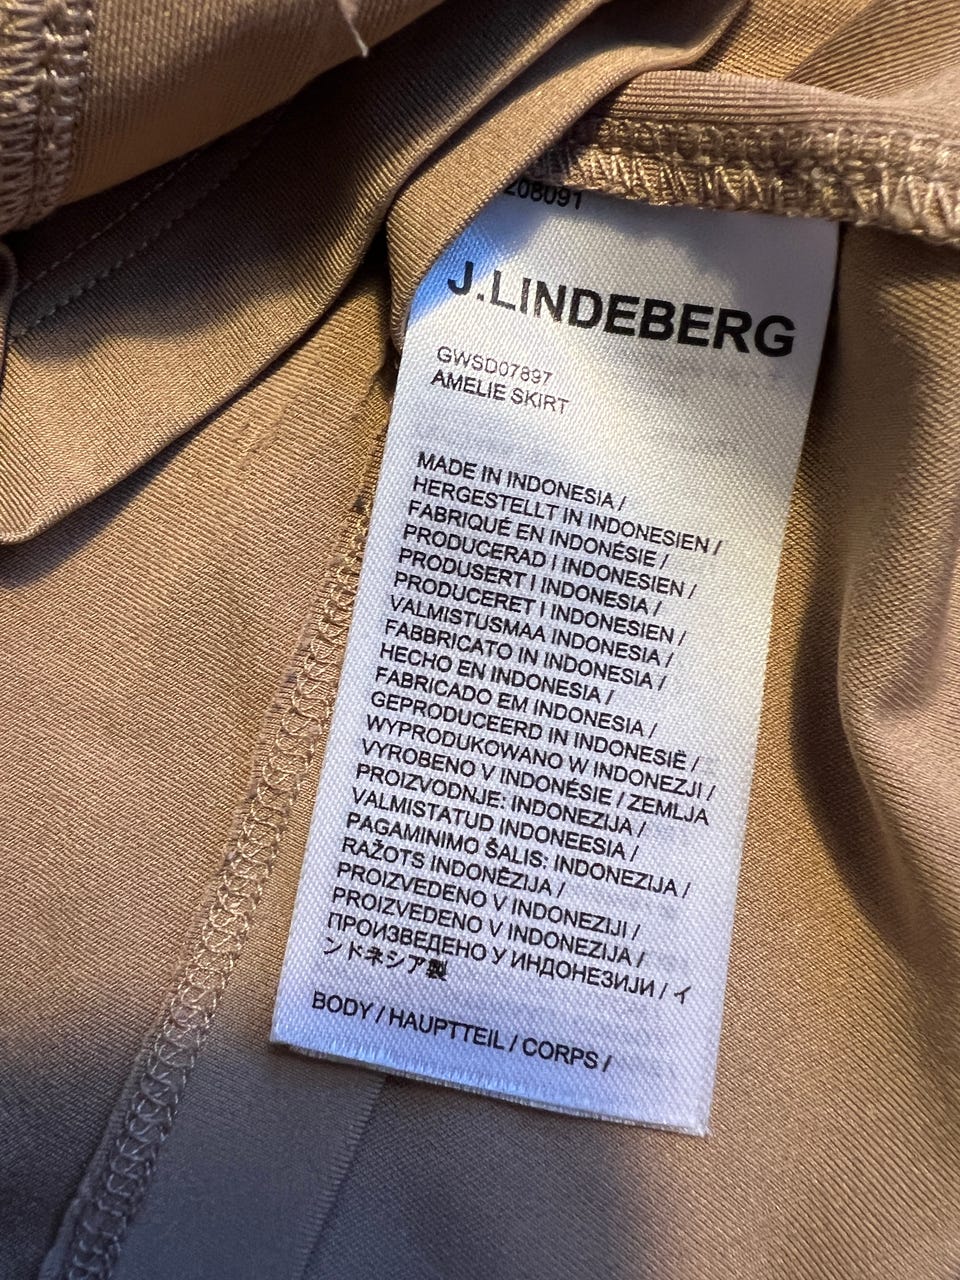 208091
J.LINDEBERG
GWSD07897
AMELIE SKIRT
MADE IN INDONESIA /
HERGESTELLT IN INDONESIEN /
FABRIQUÉ EN INDONÉSIE /
PRODUCERAD I INDONESIEN /
PRODUSERT I INDONESIA /
PRODUCERET I INDONESIEN /
VALMISTUSMAA INDONESIA /
FABBRICATO IN INDONESIA /
HECHO EN INDONESIA /
FABRICADO EM INDONESIA /
GEPRODUCEERD IN INDONESIË /
WYPRODUKOWANO W INDONEZJI /
VYROBENO V INDONÉSIE / ZEMLJA
PROIZVODNJE: INDONEZIJA /
VALMISTATUD INDONEESIA /
PAGAMINIMO ŠALIS: INDONEZIJA /
RAŽOTS INDONĒZIJA /
PROIZVEDENO V INDONEZIJI /
PROIZVEDENO V INDONEZIJA /
ПРОИЗВЕДЕНО У ИНДОНЕЗИЈИ / イ
ンドネシア製
BODY / HAUPTTEIL / CORPS /